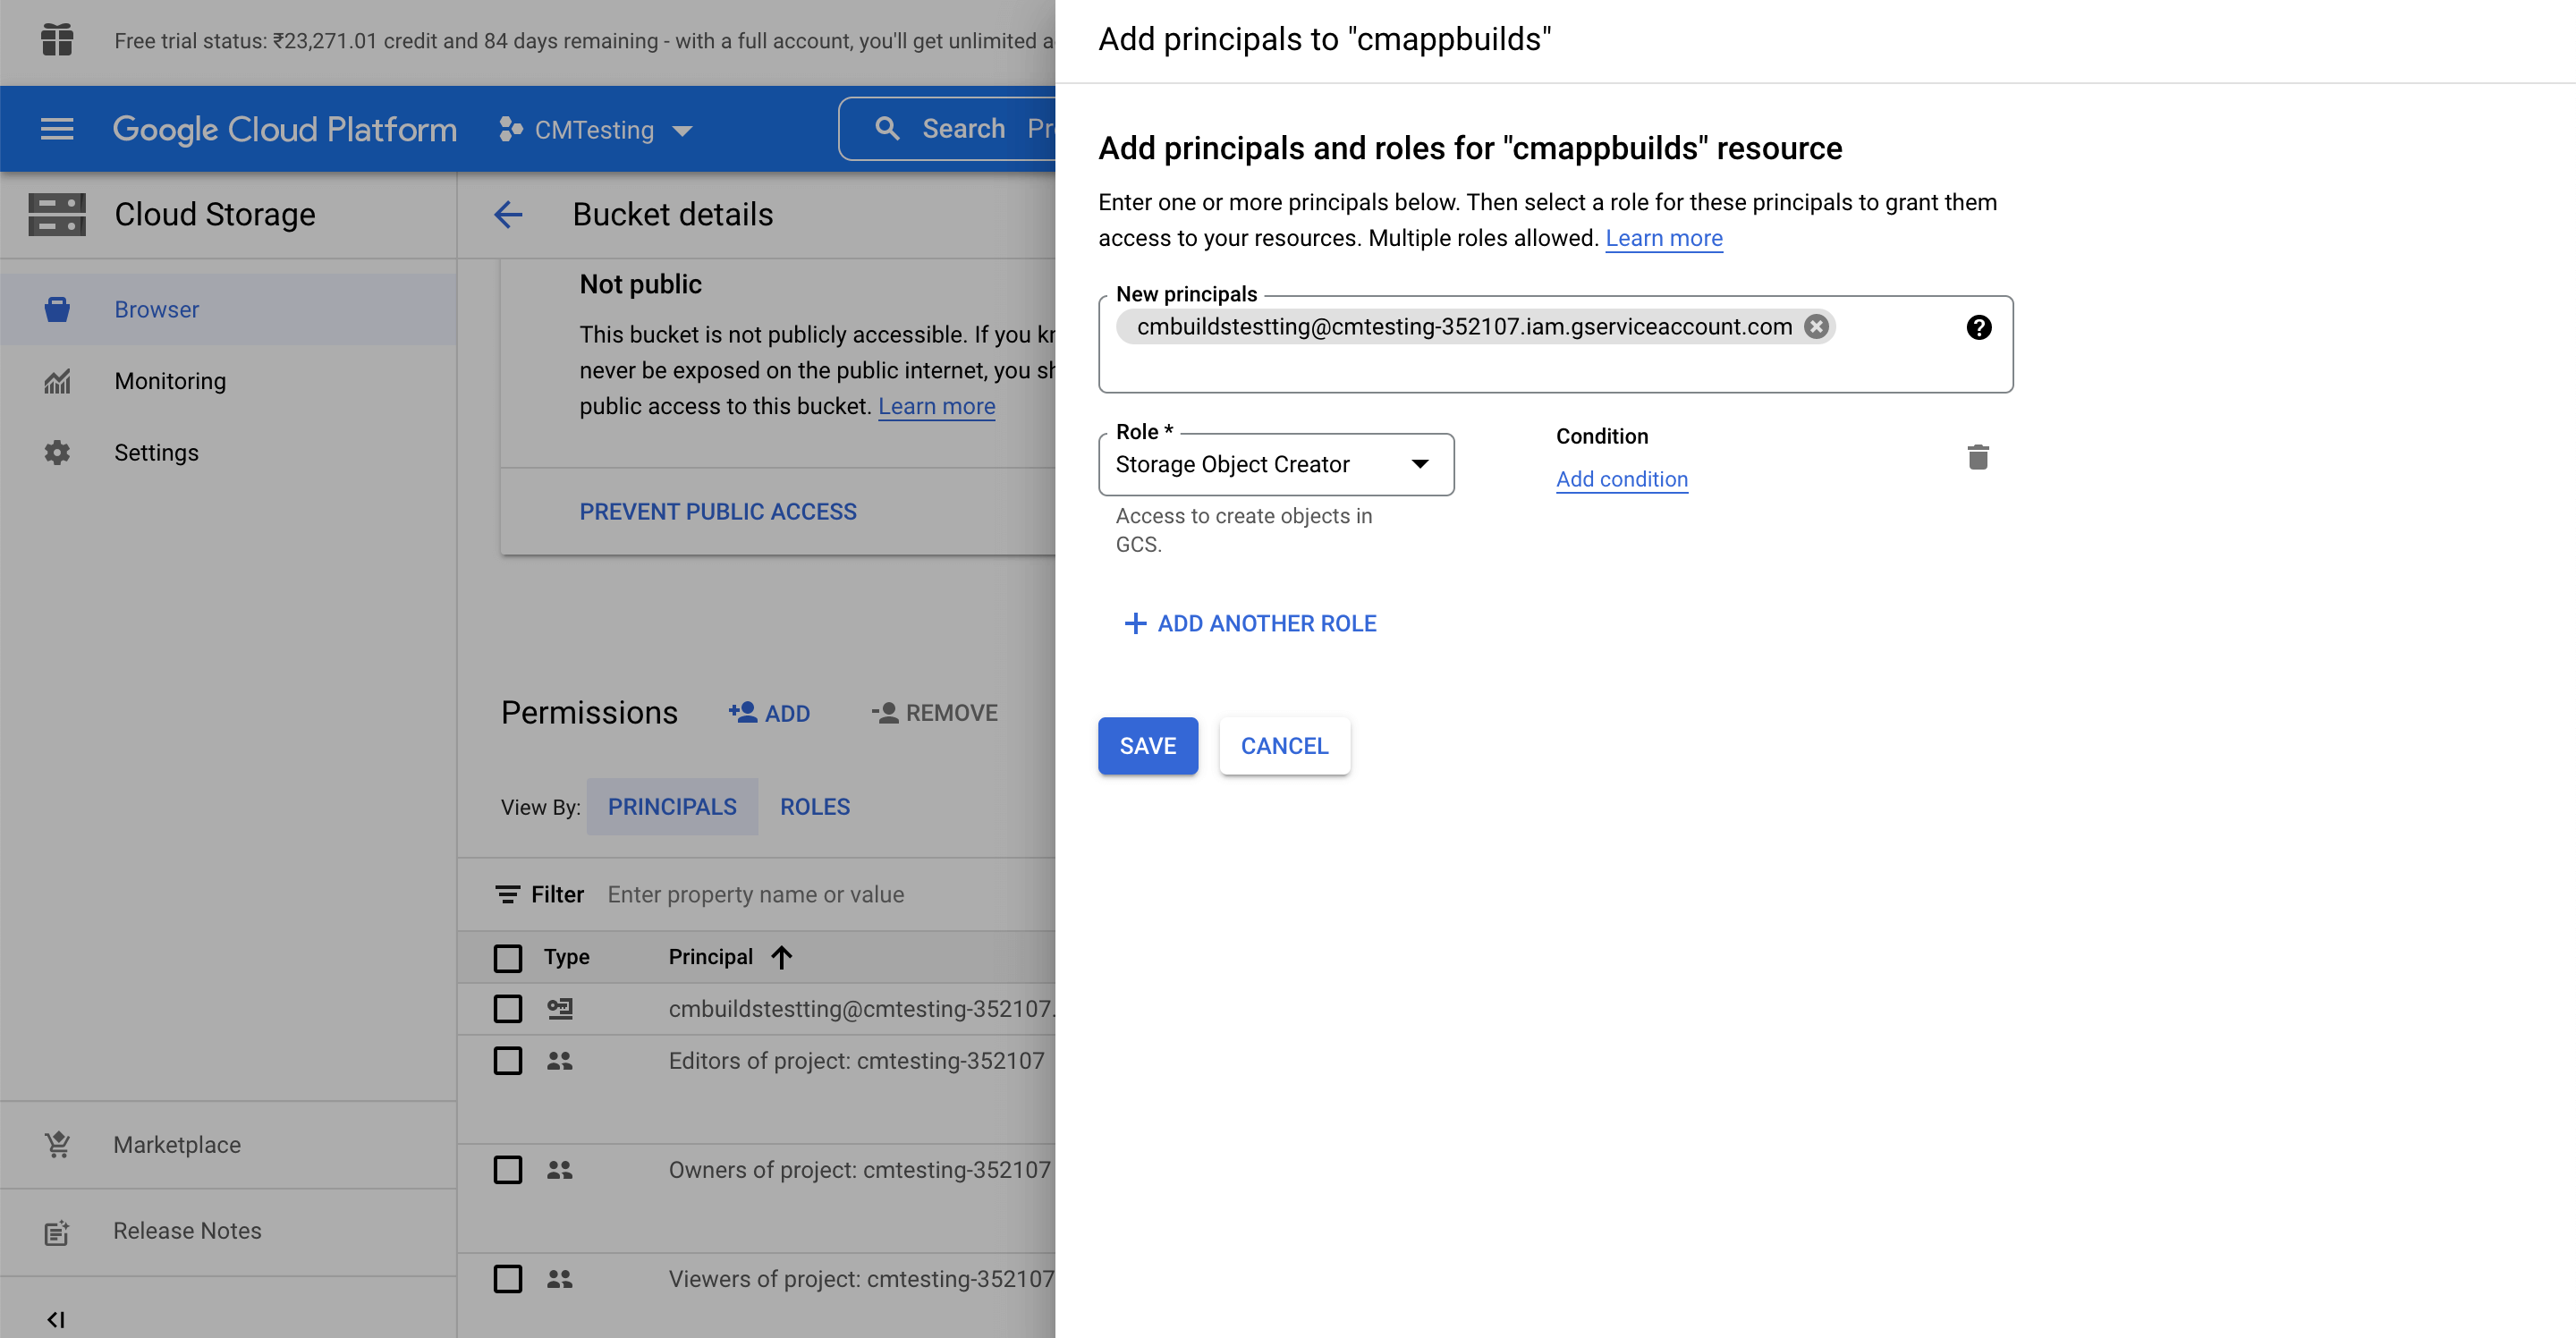 Free trial status: ₹23,271.01 credit and 84 days remaining - with a full account, you'll get unlimited a
Google Cloud Platform
CMTesting
Search Pr
Cloud Storage
Browser
Monitoring
Settings
Marketplace
Release Notes
Bucket details
Not public
This bucket is not publicly accessible. If you kr
never be exposed on the public internet, you sh
public access to this bucket. Learn more
PREVENT PUBLIC ACCESS
Permissions
ADD
REMOVE
View By: PRINCIPALS ROLES
Filter Enter property name or value
Type Principal
cmbuildstestting@cmtesting-352107.
Editors of project: cmtesting-352107
Owners of project: cmtesting-352107
Viewers of project: cmtesting-352107
Add principals to "cmappbuilds"
Add principals and roles for "cmappbuilds" resource
Enter one or more principals below. Then select a role for these principals to grant them
access to your resources. Multiple roles allowed. Learn more
New principals
cmbuildstestting@cmtesting-352107.iam.gserviceaccount.com
Role *
Storage Object Creator
Access to create objects in
GCS.
Condition
Add condition
ADD ANOTHER ROLE
SAVE
CANCEL